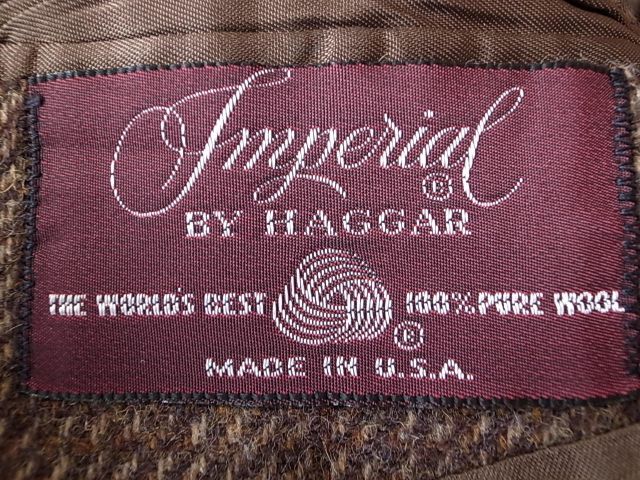 Imperial®
BY HAGGAR
THE WORLD'S BEST 100% PURE WOOL
®
MADE IN U.S.A.